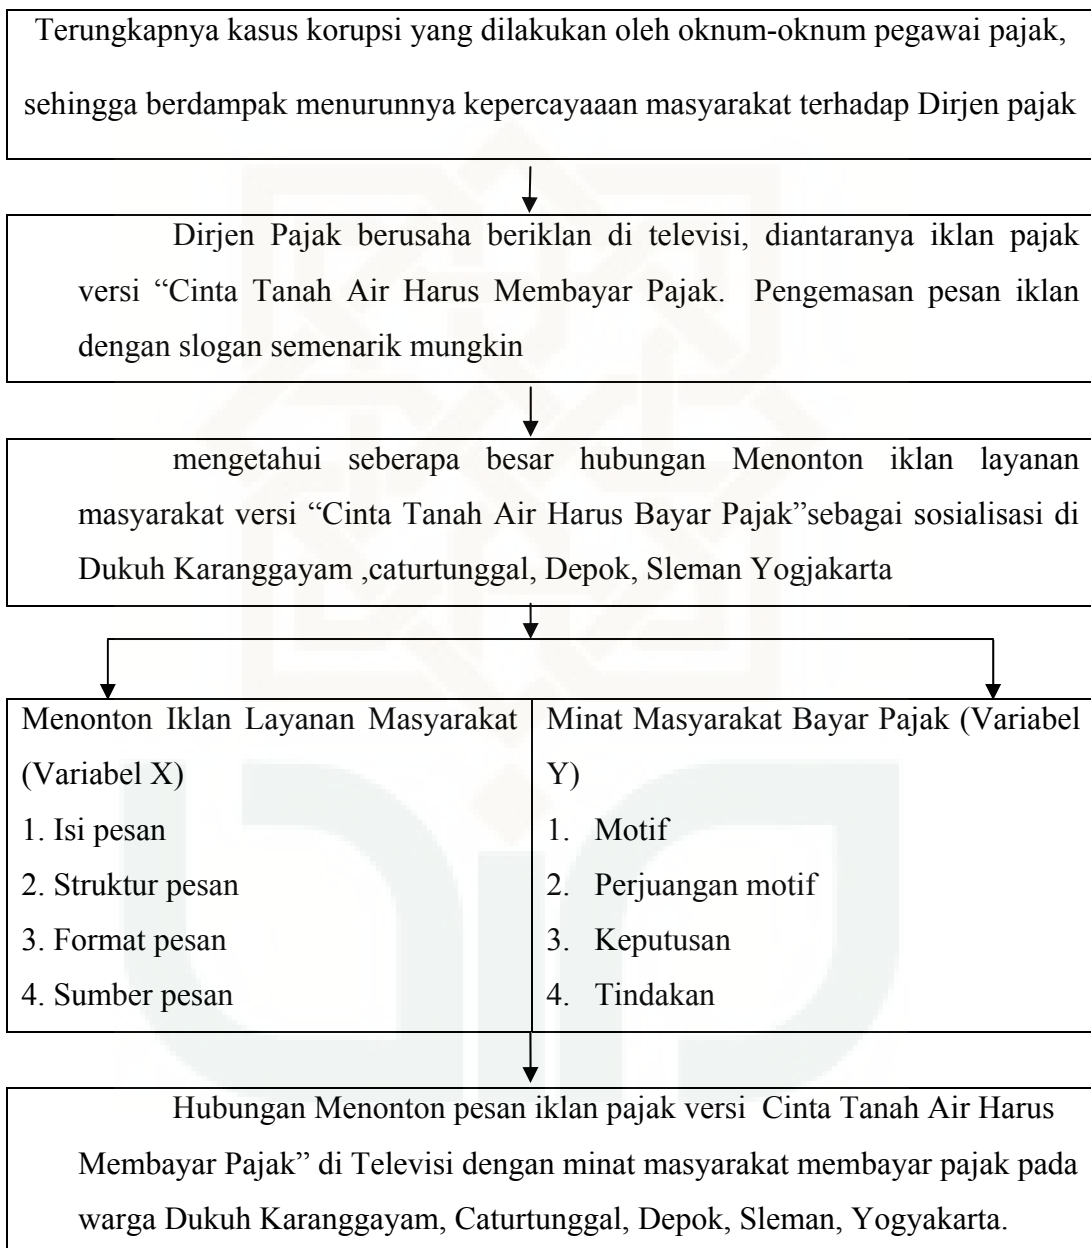 Terungkapnya kasus korupsi yang dilakukan oleh oknum-oknum pegawai pajak,
sehingga berdampak menurunnya kepercayaaan masyarakat terhadap Dirjen pajak
Dirjen Pajak berusaha beriklan di televisi, diantaranya iklan pajak
versi “Cinta Tanah Air Harus Membayar Pajak. Pengemasan pesan iklan
dengan slogan semenarik mungkin
mengetahui seberapa besar hubungan Menonton iklan layanan
masyarakat versi “Cinta Tanah Air Harus Bayar Pajak”sebagai sosialisasi di
Dukuh Karanggayam ,caturtunggal, Depok, Sleman Yogjakarta
Menonton Iklan Layanan Masyarakat
(Variabel X)
1. Isi pesan
2. Struktur pesan
3. Format pesan
4. Sumber pesan
Minat Masyarakat Bayar Pajak (Variabel
Y)
1. Motif
2. Perjuangan motif
3. Keputusan
4. Tindakan
Hubungan Menonton pesan iklan pajak versi Cinta Tanah Air Harus
Membayar Pajak” di Televisi dengan minat masyarakat membayar pajak pada
warga Dukuh Karanggayam, Caturtunggal, Depok, Sleman, Yogyakarta.